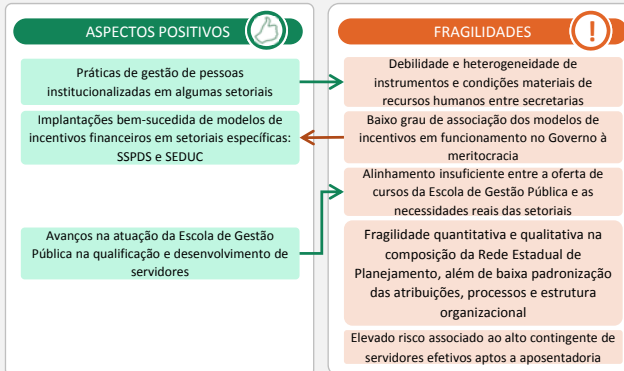 ASPECTOS POSITIVOS
Práticas de gestão de pessoas
institucionalizadas em algumas setoriais
Implantações bem-sucedida de modelos de
incentivos financeiros em setoriais específicas:
SSPDS e SEDUC
Avanços na atuação da Escola de Gestão
Pública na qualificação e desenvolvimento de
servidores
FRAGILIDADES
!
Debilidade e heterogeneidade de
instrumentos e condições materiais de
recursos humanos entre secretarias
Baixo grau de associação dos modelos de
incentivos em funcionamento no Governo à
meritocracia
Alinhamento insuficiente entre a oferta de
cursos da Escola de Gestão Pública e as
necessidades reais das setoriais
Fragilidade quantitativa e qualitativa na
composição da Rede Estadual de
Planejamento, além de baixa padronização
das atribuições, processos e estrutura
organizacional
Elevado risco associado ao alto contingente de
servidores efetivos aptos a aposentadoria